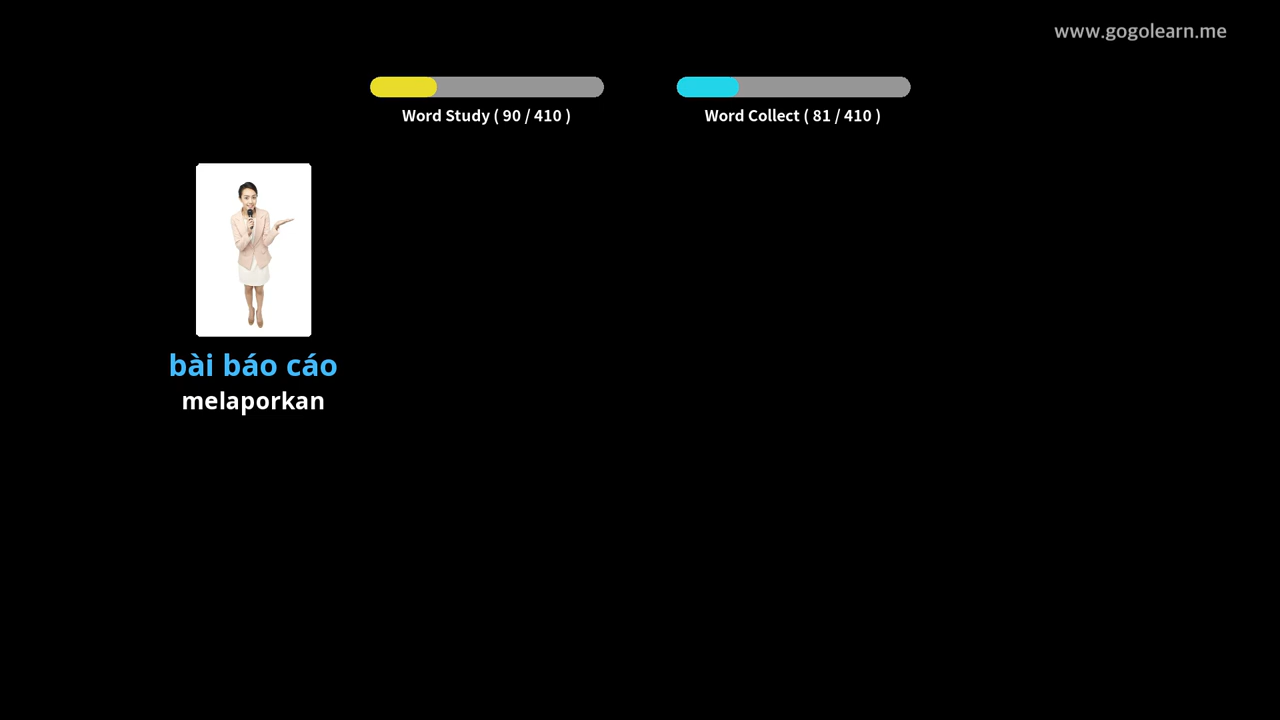 www.gogolearn.me
Word Study ( 90 / 410 )
Word Collect ( 81 / 410 )
bài báo cáo
melaporkan